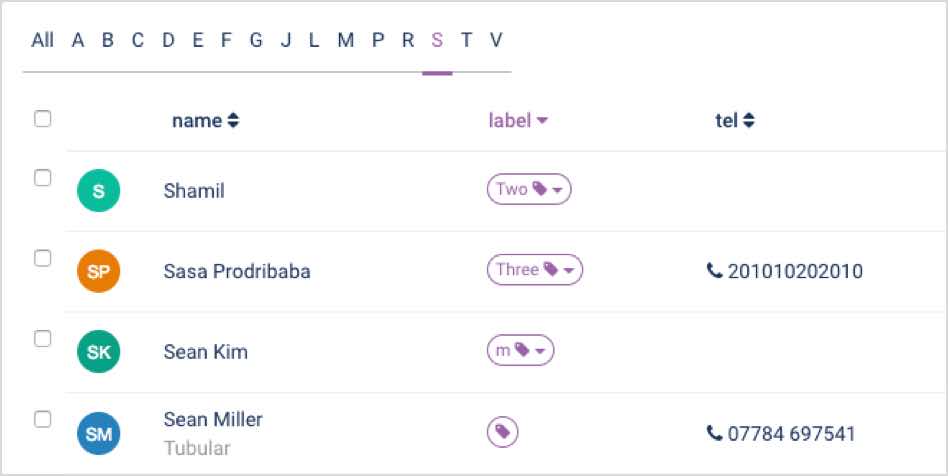 All A B C D E F G J L M P R S T V
name label tel
S Shamil Two
SP Sasa Prodribaba Three 201010202010
SK Sean Kim m
SM Sean Miller 07784 697541
Tubular